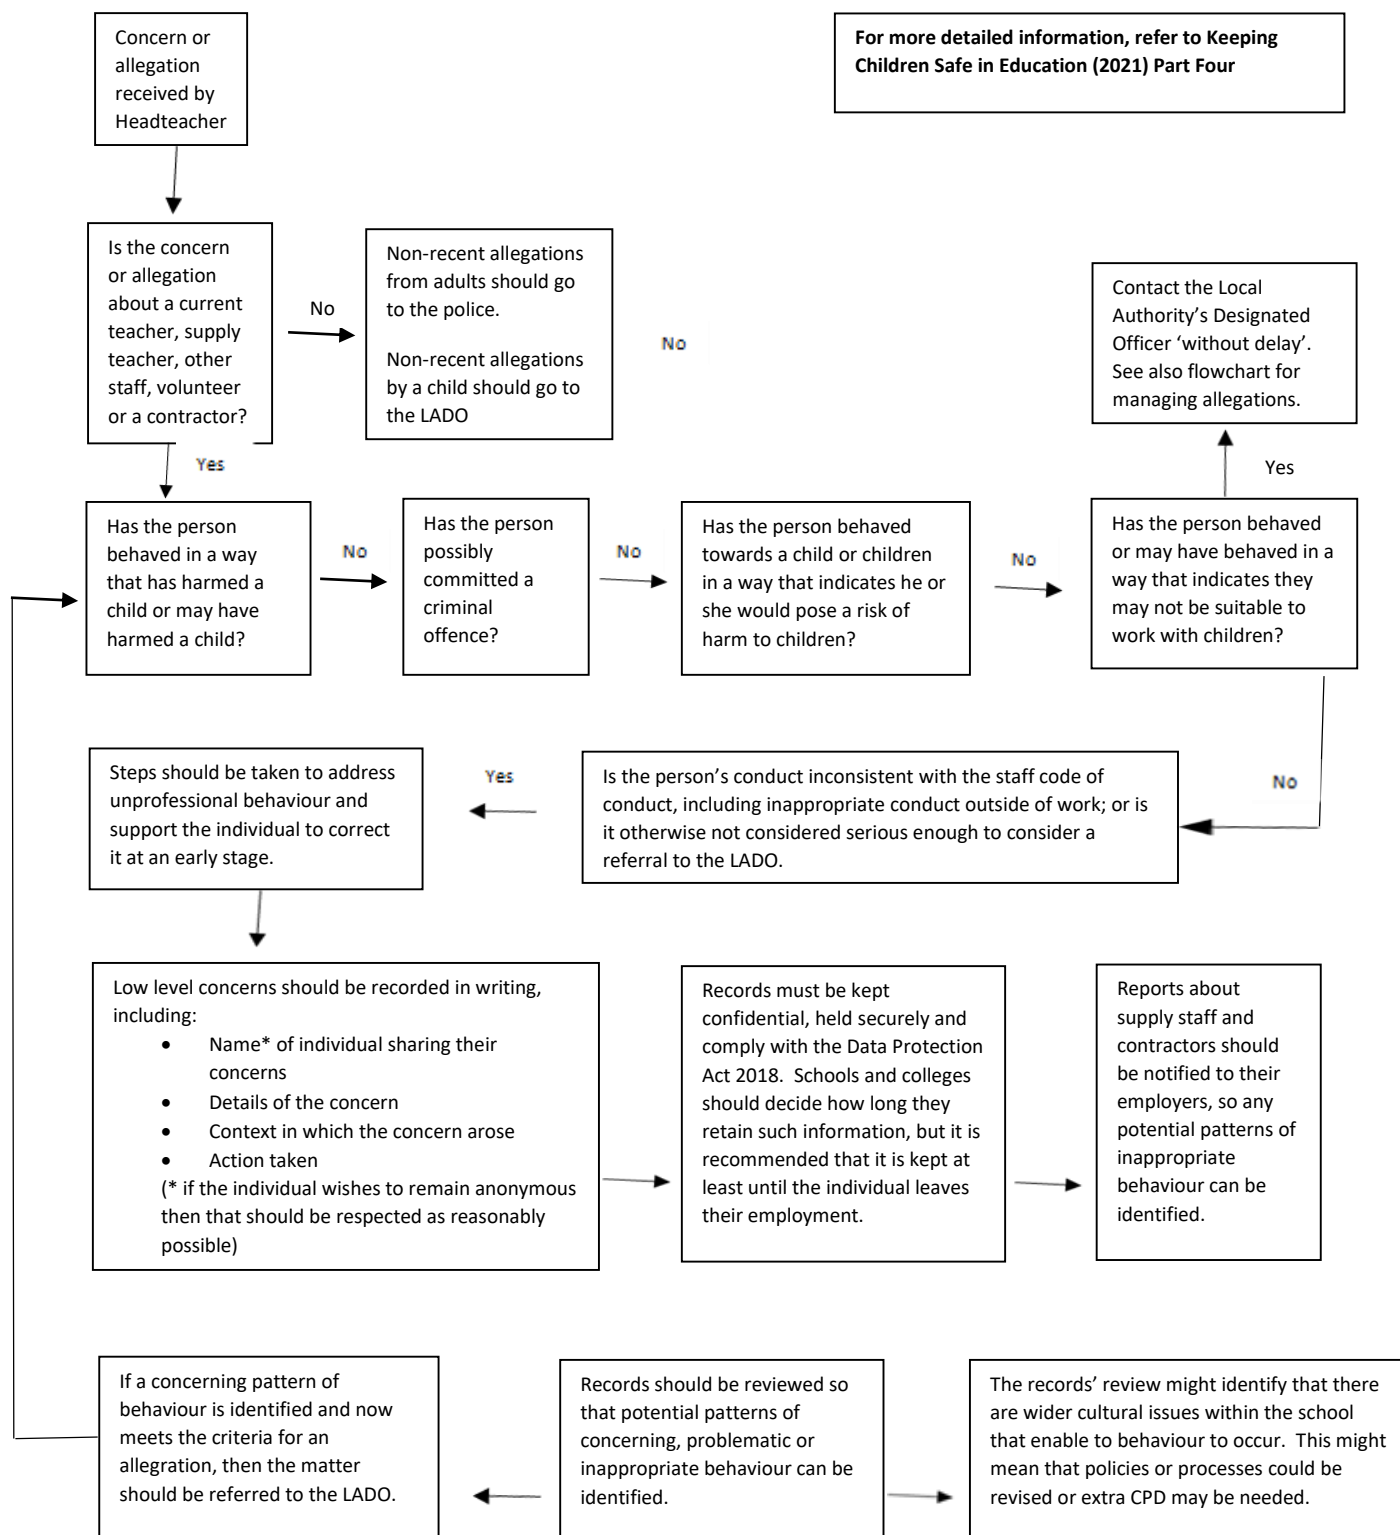 Concern or
allegation
received by
Headteacher
For more detailed information, refer to Keeping
Children Safe in Education (2021) Part Four
Is the concern
or allegation
about a current
teacher, supply
teacher, other
staff, volunteer
or a contractor?
No
Non-recent allegations
from adults should go
to the police.
Non-recent allegations
by a child should go to
the LADO
No
Contact the Local
Authority’s Designated
Officer ‘without delay’.
See also flowchart for
managing allegations.
Yes
Yes
Has the person
behaved in a way
that has harmed a
child or may have
harmed a child?
No
Has the person
possibly
committed a
criminal
offence?
No
Has the person behaved
towards a child or children
in a way that indicates he or
she would pose a risk of
harm to children?
No
Has the person behaved
or may have behaved in a
way that indicates they
may not be suitable to
work with children?
No
Is the person’s conduct inconsistent with the staff code of
conduct, including inappropriate conduct outside of work; or is
it otherwise not considered serious enough to consider a
referral to the LADO.
Yes
Steps should be taken to address
unprofessional behaviour and
support the individual to correct
it at an early stage.
Low level concerns should be recorded in writing,
including:
• Name* of individual sharing their
concerns
• Details of the concern
• Context in which the concern arose
• Action taken
(* if the individual wishes to remain anonymous
then that should be respected as reasonably
possible)
Records must be kept
confidential, held securely and
comply with the Data Protection
Act 2018. Schools and colleges
should decide how long they
retain such information, but it is
recommended that it is kept at
least until the individual leaves
their employment.
Reports about
supply staff and
contractors should
be notified to their
employers, so any
potential patterns of
inappropriate
behaviour can be
identified.
If a concerning pattern of
behaviour is identified and now
meets the criteria for an
allegration, then the matter
should be referred to the LADO.
Records should be reviewed so
that potential patterns of
concerning, problematic or
inappropriate behaviour can be
identified.
The records’ review might identify that there
are wider cultural issues within the school
that enable to behaviour to occur. This might
mean that policies or processes could be
revised or extra CPD may be needed.